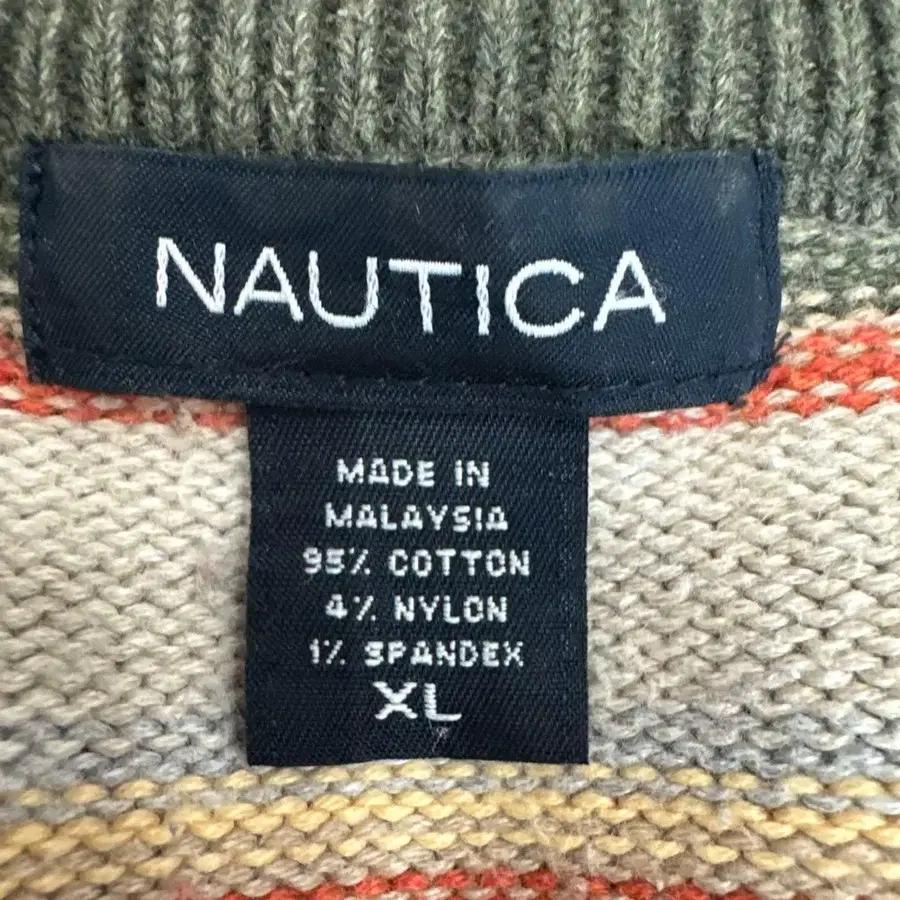 NAUTICA
MADE IN
MALAYSIA
95% COTTON
4% NYLON
1% SPANDEX
XL